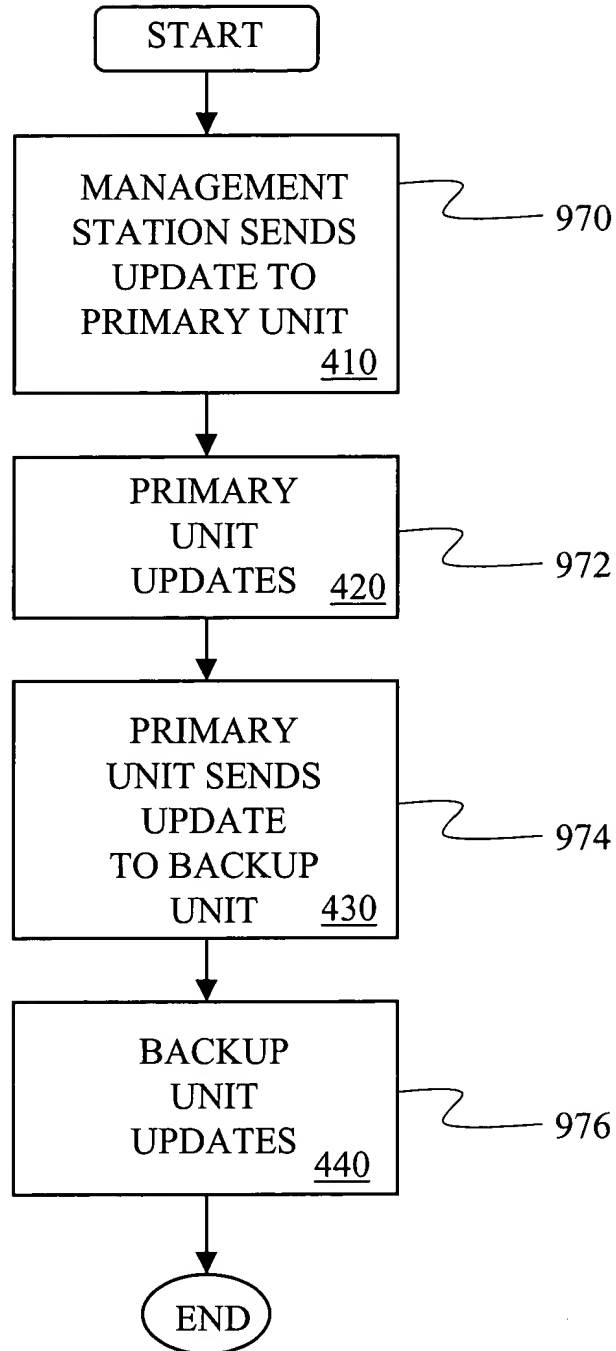 START
MANAGEMENT
STATION SENDS
UPDATE TO
PRIMARY UNIT
410
970
PRIMARY
UNIT
UPDATES
420
972
PRIMARY
UNIT SENDS
UPDATE
TO BACKUP
UNIT
430
974
BACKUP
UNIT
UPDATES
440
976
END